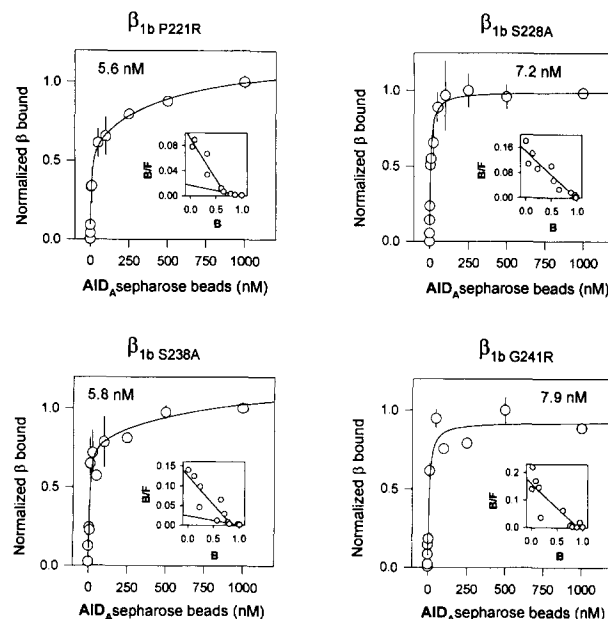 β1b P221R
5.6 nM
Normalized β bound
1.0
0.5
0.0
0 250 500 750 1000
AIDA sepharose beads (nM)
B/F
0.08
0.04
0.00
0.0 0.5 1.0
B
β1b S228A
7.2 nM
Normalized β bound
1.0
0.5
0.0
0 250 500 750 1000
AIDA sepharose beads (nM)
B/F
0.16
0.08
0.00
0.0 0.5 1.0
B
β1b S238A
5.8 nM
Normalized β bound
1.0
0.5
0.0
0 250 500 750 1000
AIDA sepharose beads (nM)
B/F
0.15
0.10
0.05
0.00
0.0 0.5 1.0
B
β1b G241R
7.9 nM
Normalized β bound
1.0
0.5
0.0
0 250 500 750 1000
AIDA sepharose beads (nM)
B/F
0.2
0.1
0.0
0.0 0.5 1.0
B